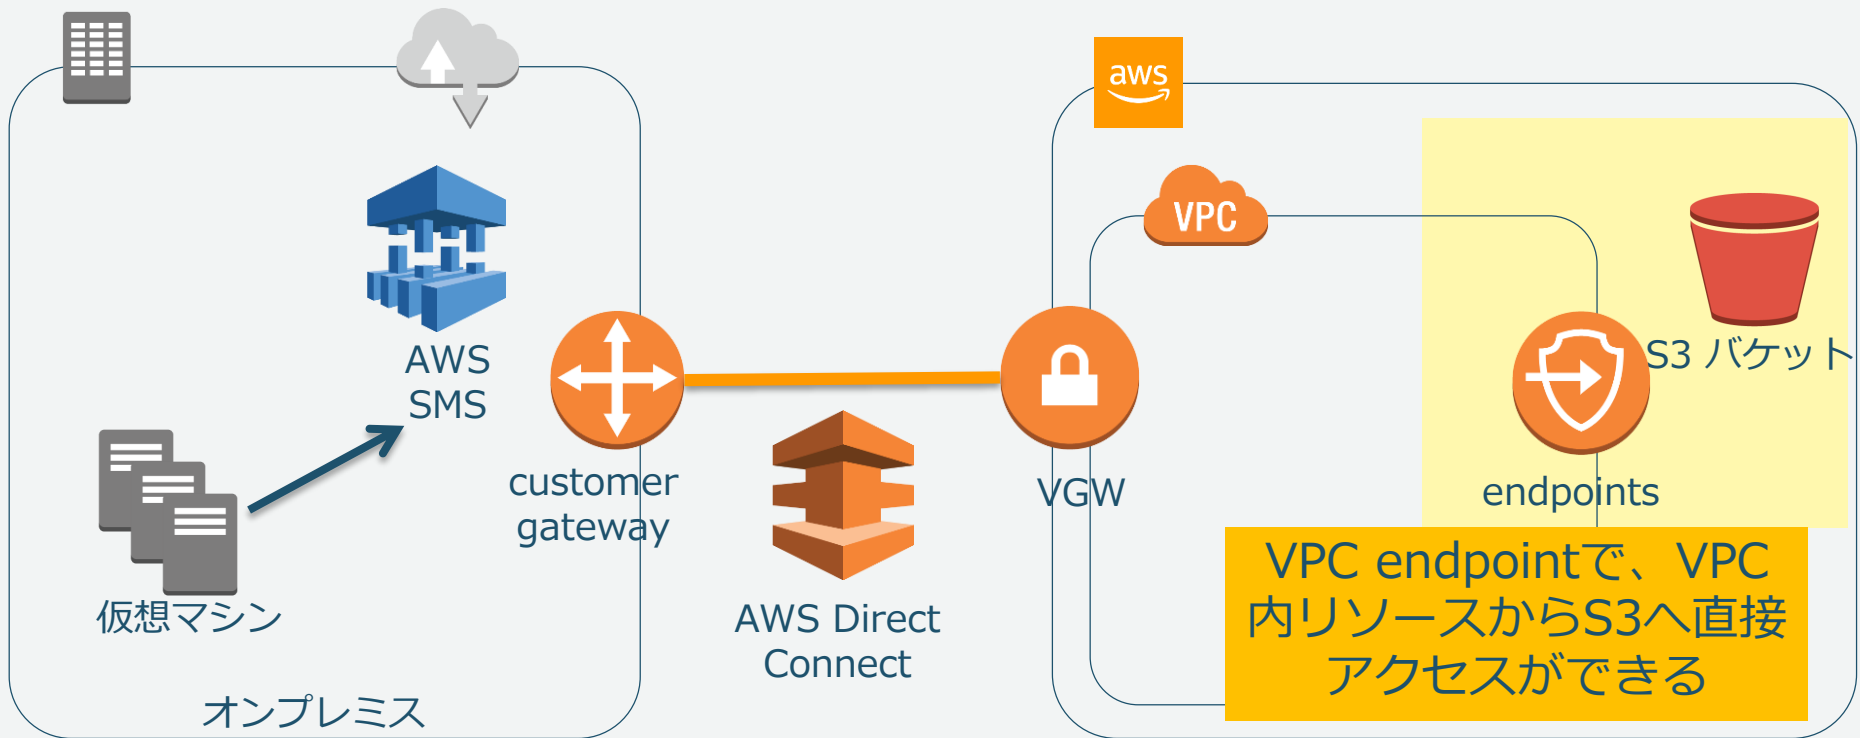 AWS
SMS
仮想マシン
オンプレミス
customer
gateway
AWS Direct
Connect
aws
VPC
VGW
endpoints
S3 バケット
VPC endpointで、VPC
内リソースからS3へ直接
アクセスができる